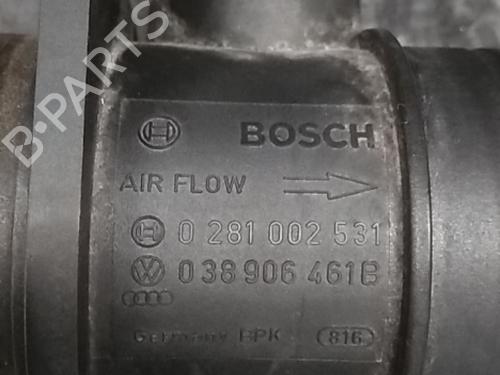 B-PARTS
BOSCH
AIR FLOW
0 281 002 531
038 906 461B
Germany BPK 816